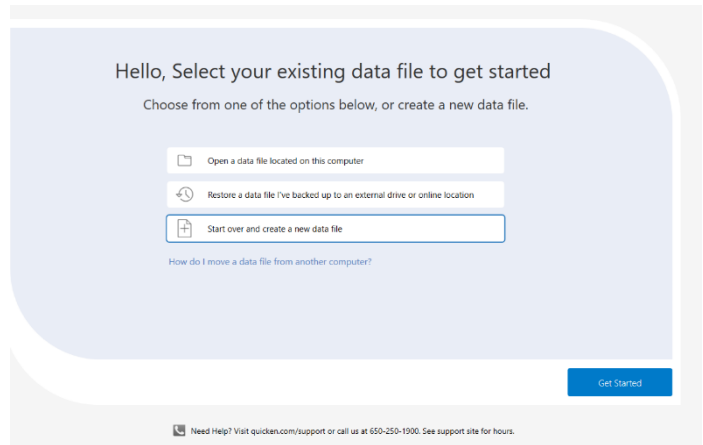 Hello, Select your existing data file to get started
Choose from one of the options below, or create a new data file.
Open a data file located on this computer
Restore a data file I've backed up to an external drive or online location
Start over and create a new data file
How do I move a data file from another computer?
Get Started
Need Help? Visit quicken.com/support or call us at 650-250-1900. See support site for hours.